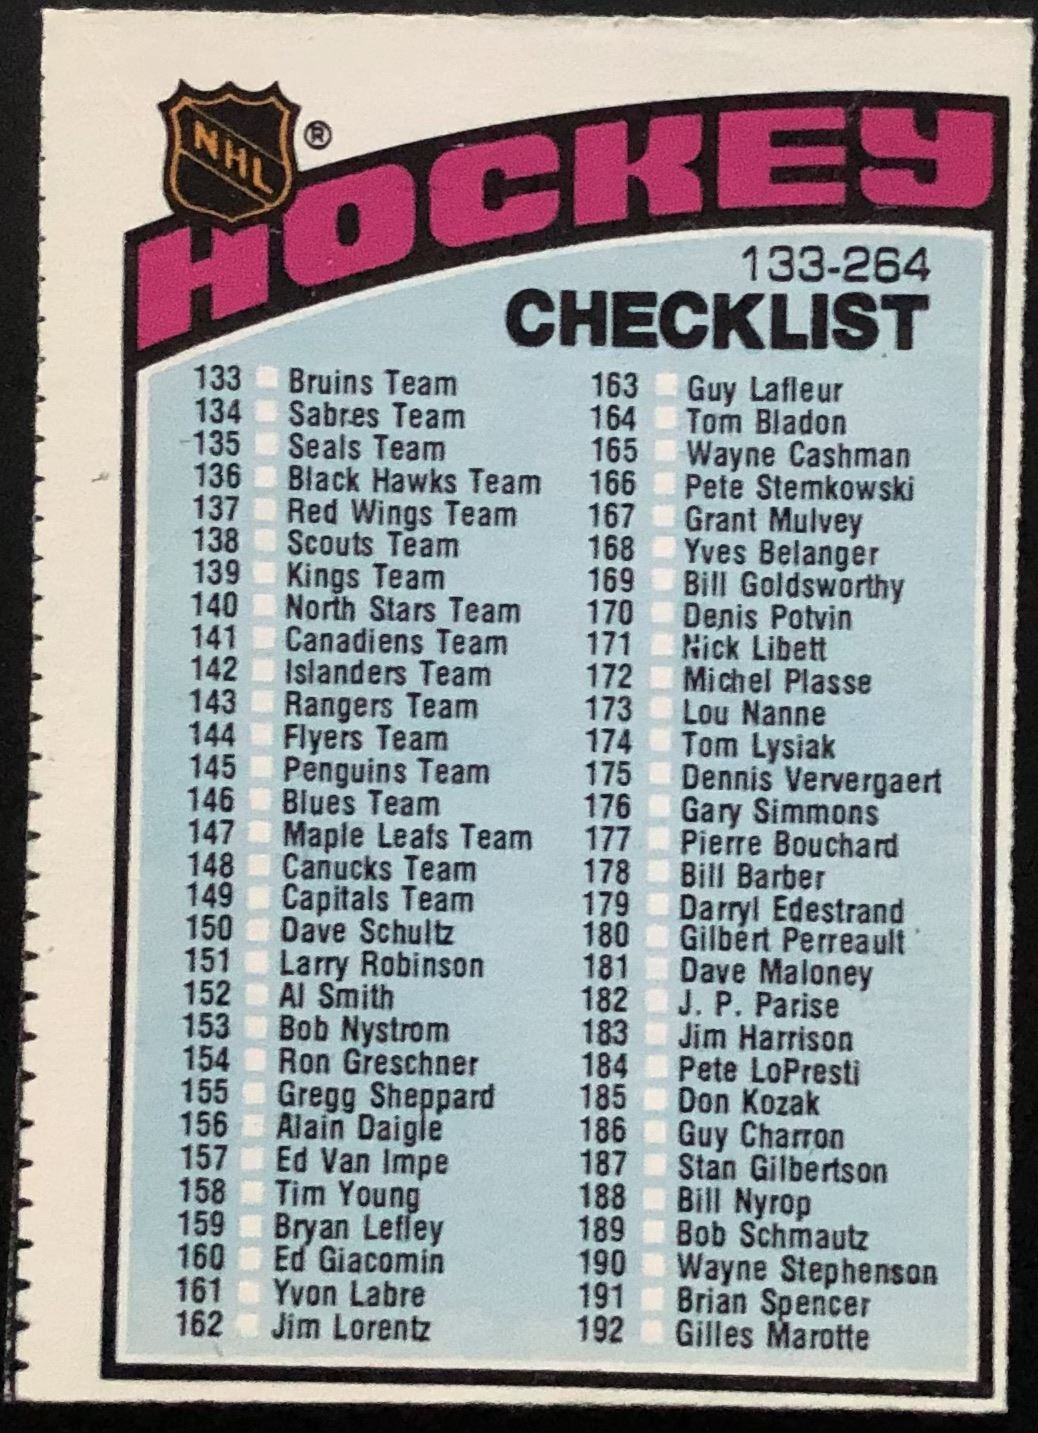 NHL ®
HOCKEY
133-264
CHECKLIST
133 Bruins Team
134 Sabres Team
135 Seals Team
136 Black Hawks Team
137 Red Wings Team
138 Scouts Team
139 Kings Team
140 North Stars Team
141 Canadiens Team
142 Islanders Team
143 Rangers Team
144 Flyers Team
145 Penguins Team
146 Blues Team
147 Maple Leafs Team
148 Canucks Team
149 Capitals Team
150 Dave Schultz
151 Larry Robinson
152 Al Smith
153 Bob Nystrom
154 Ron Greschner
155 Gregg Sheppard
156 Alain Daigle
157 Ed Van Impe
158 Tim Young
159 Bryan Lefley
160 Ed Giacomin
161 Yvon Labre
162 Jim Lorentz
163 Guy Lafleur
164 Tom Bladon
165 Wayne Cashman
166 Pete Stemkowski
167 Grant Mulvey
168 Yves Belanger
169 Bill Goldsworthy
170 Denis Potvin
171 Nick Libett
172 Michel Plasse
173 Lou Nanne
174 Tom Lysiak
175 Dennis Ververgaert
176 Gary Simmons
177 Pierre Bouchard
178 Bill Barber
179 Darryl Edestrand
180 Gilbert Perreault
181 Dave Maloney
182 J. P. Parise
183 Jim Harrison
184 Pete LoPresti
185 Don Kozak
186 Guy Charron
187 Stan Gilbertson
188 Bill Nyrop
189 Bob Schmautz
190 Wayne Stephenson
191 Brian Spencer
192 Gilles Marotte